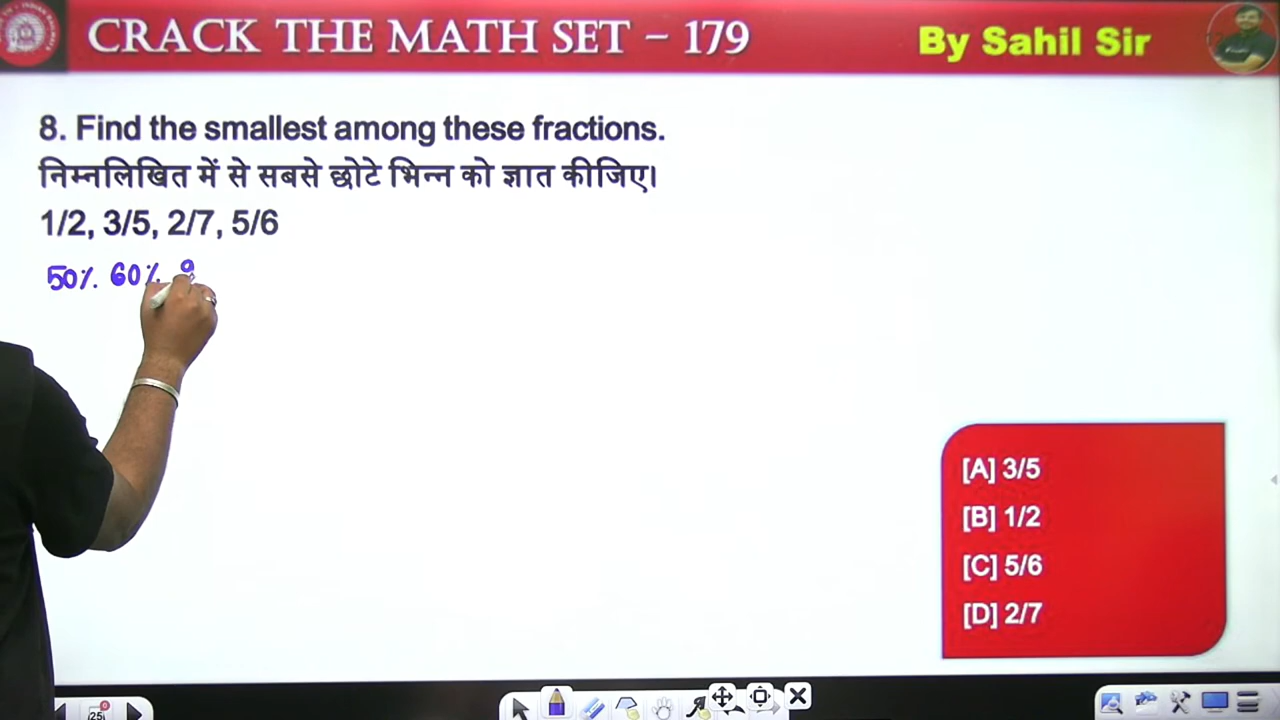 CRACK THE MATH SET – 179
By Sahil Sir
8. Find the smallest among these fractions.
निम्नलिखित में से सबसे छोटे भिन्न को ज्ञात कीजिए।
1/2, 3/5, 2/7, 5/6
50%. 60%.
[A] 3/5
[B] 1/2
[C] 5/6
[D] 2/7
25